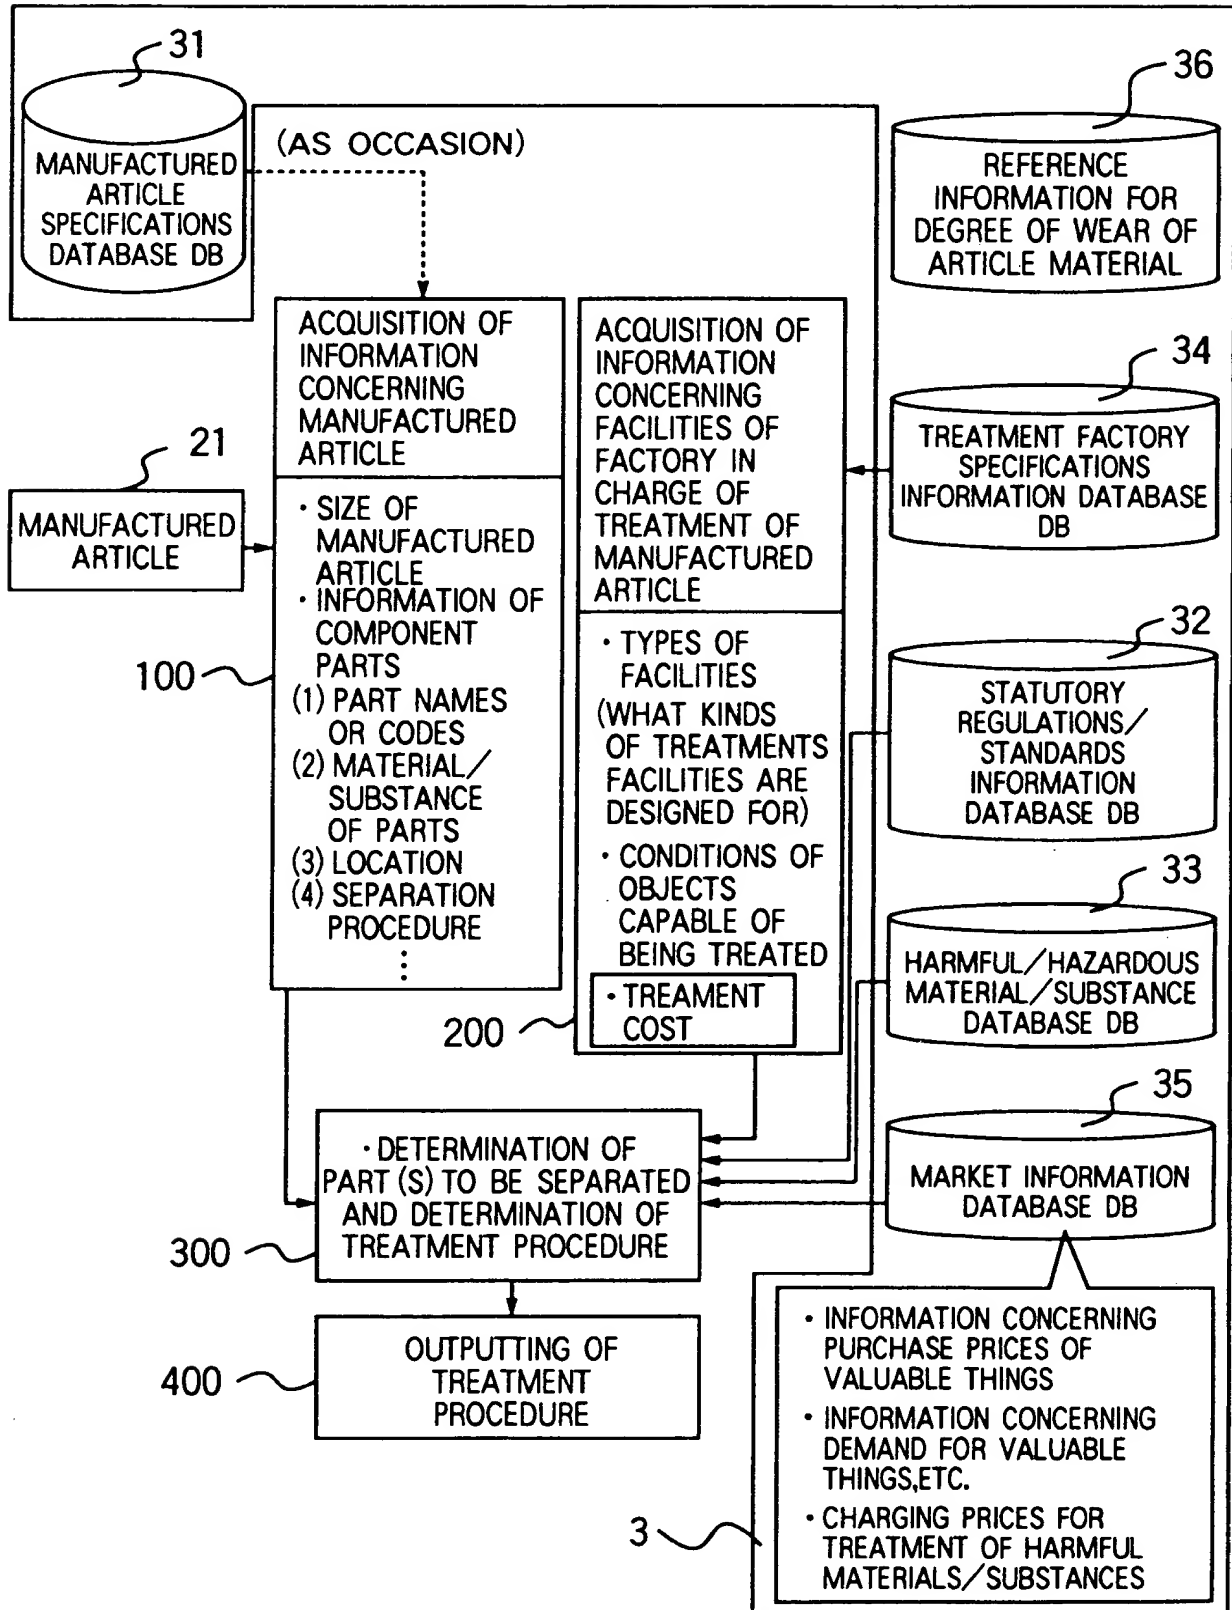 31
MANUFACTURED
ARTICLE
SPECIFICATIONS
DATABASE DB
(AS OCCASION)
36
REFERENCE
INFORMATION FOR
DEGREE OF WEAR OF
ARTICLE MATERIAL
21
MANUFACTURED
ARTICLE
ACQUISITION OF
INFORMATION
CONCERNING
MANUFACTURED
ARTICLE
・SIZE OF
MANUFACTURED
ARTICLE
・INFORMATION OF
COMPONENT
PARTS
(1) PART NAMES
OR CODES
(2) MATERIAL/
SUBSTANCE
OF PARTS
(3) LOCATION
(4) SEPARATION
PROCEDURE
⋮
100
ACQUISITION OF
INFORMATION
CONCERNING
FACILITIES OF
FACTORY IN
CHARGE OF
TREATMENT OF
MANUFACTURED
ARTICLE
・TYPES OF
FACILITIES
(WHAT KINDS
OF TREATMENTS
FACILITIES ARE
DESIGNED FOR)
・CONDITIONS OF
OBJECTS
CAPABLE OF
BEING TREATED
・TREAMENT
COST
200
34
TREATMENT FACTORY
SPECIFICATIONS
INFORMATION DATABASE
DB
32
STATUTORY
REGULATIONS/
STANDARDS
INFORMATION
DATABASE DB
33
HARMFUL/HAZARDOUS
MATERIAL/SUBSTANCE
DATABASE DB
35
MARKET INFORMATION
DATABASE DB
・DETERMINATION OF
PART(S) TO BE SEPARATED
AND DETERMINATION OF
TREATMENT PROCEDURE
300
OUTPUTTING OF
TREATMENT
PROCEDURE
400
・INFORMATION CONCERNING
PURCHASE PRICES OF
VALUABLE THINGS
・INFORMATION CONCERNING
DEMAND FOR VALUABLE
THINGS,ETC.
・CHARGING PRICES FOR
TREATMENT OF HARMFUL
MATERIALS/SUBSTANCES
3